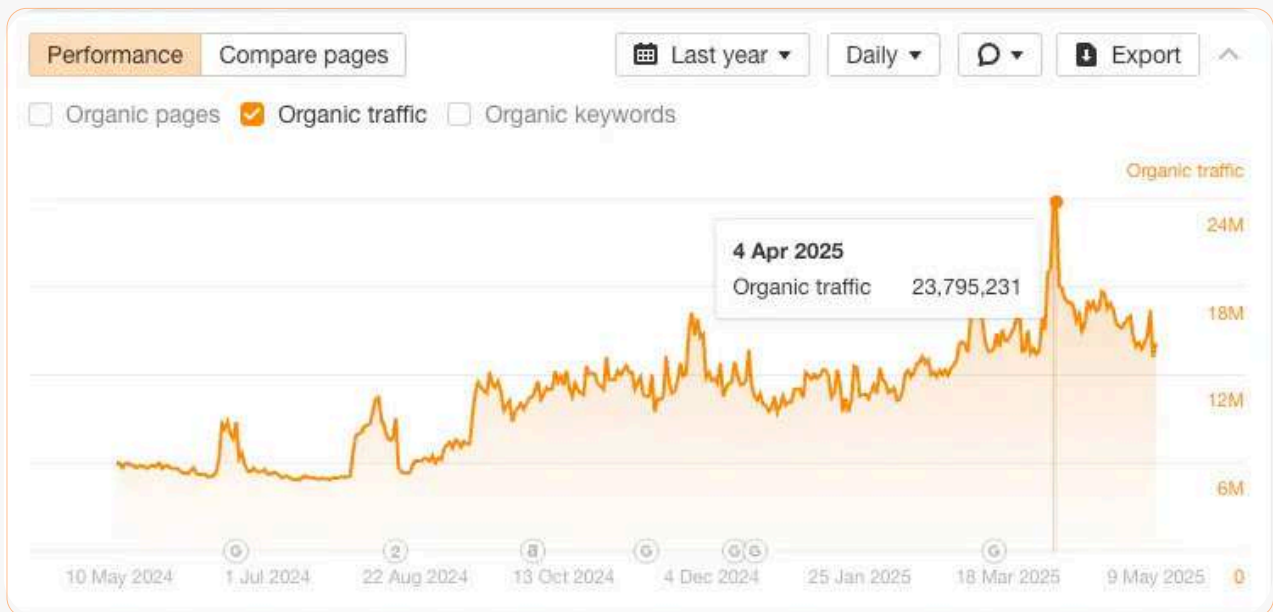 Performance Compare pages Last year Daily Export
Organic pages Organic traffic Organic keywords
Organic traffic
24M
4 Apr 2025
Organic traffic 23,795,231
18M
12M
6M
G 2 a G G G G
10 May 2024 1 Jul 2024 22 Aug 2024 13 Oct 2024 4 Dec 2024 25 Jan 2025 18 Mar 2025 9 May 2025 0